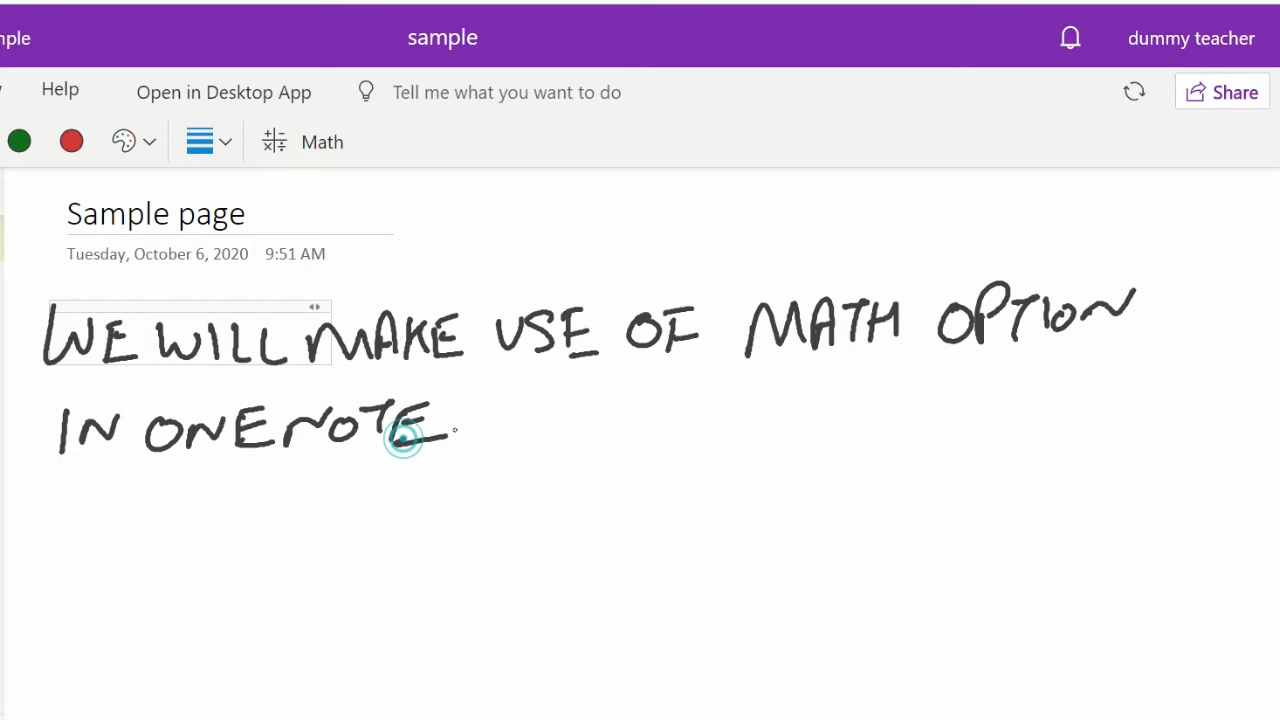 mple sample dummy teacher
Help Open in Desktop App Tell me what you want to do Share
Math
Sample page
Tuesday, October 6, 2020 9:51 AM
WE WILL MAKE USE OF MATH OPTION
IN ONENOTE